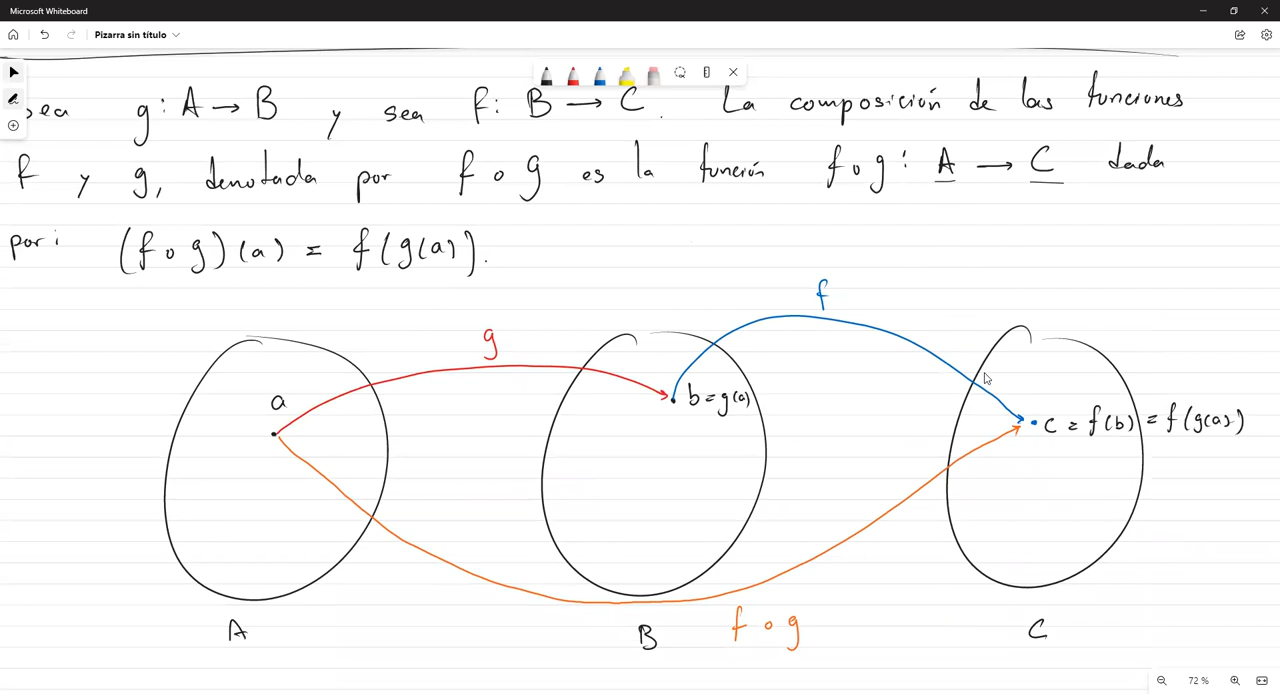 Microsoft Whiteboard
Pizarra sin título
sea g: A → B y sea f: B → C. La composición de las funciones
f y g, denotada por f o g es la función f o g: A → C dada
por: (f o g)(a) = f(g(a)).
f
g
a
b = g(a)
c = f(b) = f(g(a))
f o g
A
B
C
72 %